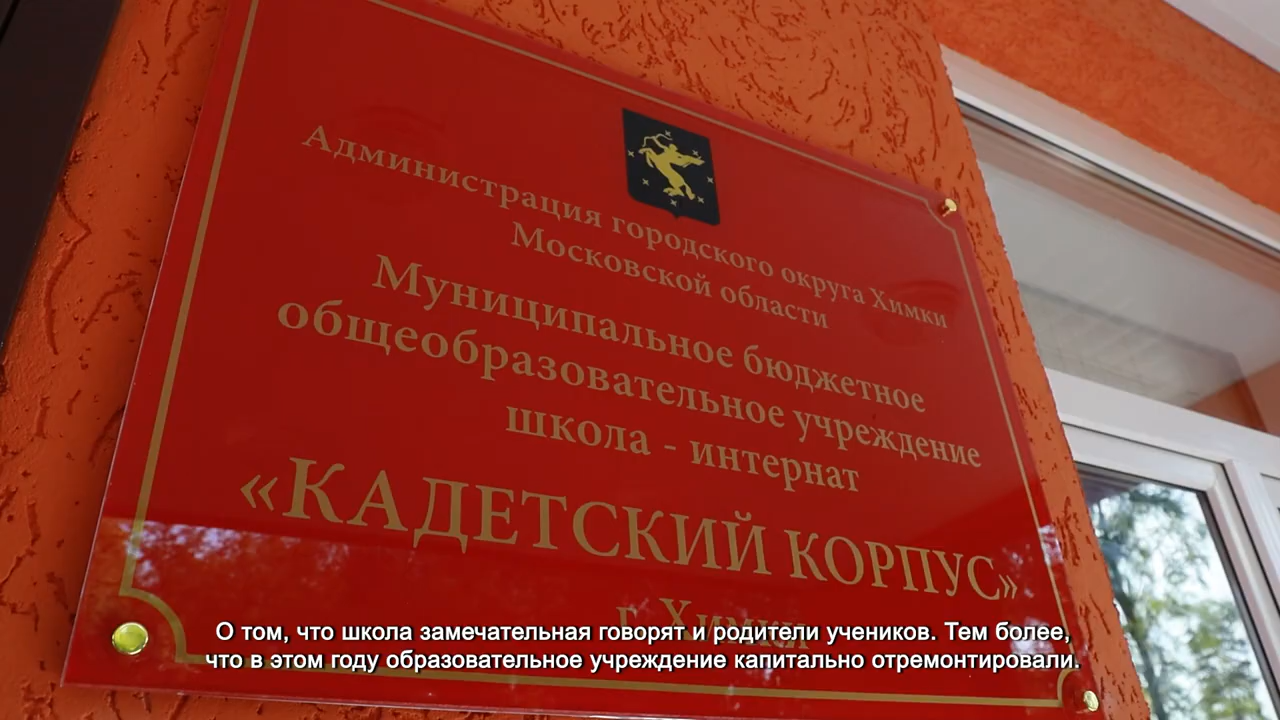 Администрация городского округа Химки
Московской области
Муниципальное бюджетное
общеобразовательное учреждение
школа - интернат
«КАДЕТСКИЙ КОРПУС»
г. Химки
О том, что школа замечательная говорят и родители учеников. Тем более,
что в этом году образовательное учреждение капитально отремонтировали.